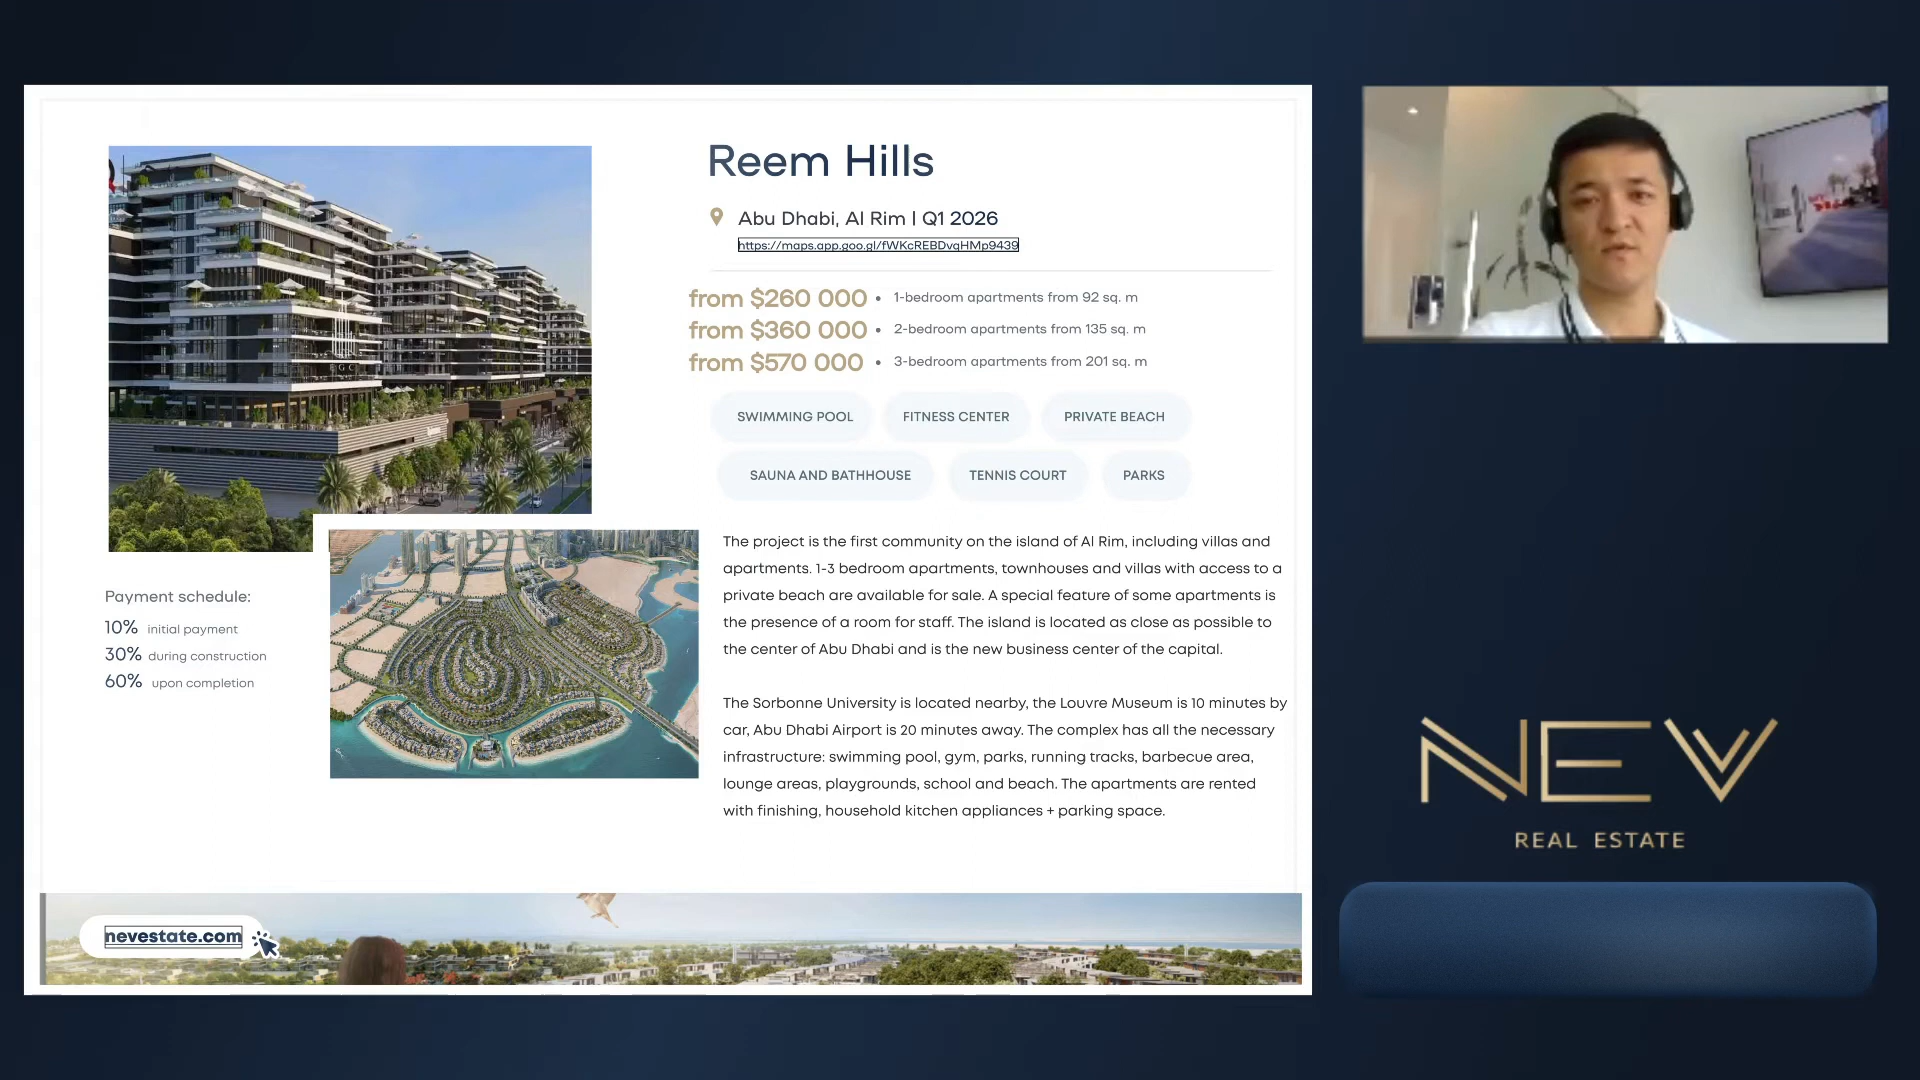 Reem Hills
Abu Dhabi, Al Rim | Q1 2026
https://maps.app.goo.gl/fWKcREBDvqHMp9439
from $260 000 • 1-bedroom apartments from 92 sq. m
from $360 000 • 2-bedroom apartments from 135 sq. m
from $570 000 • 3-bedroom apartments from 201 sq. m
SWIMMING POOL FITNESS CENTER PRIVATE BEACH
SAUNA AND BATHHOUSE TENNIS COURT PARKS
The project is the first community on the island of Al Rim, including villas and
apartments. 1-3 bedroom apartments, townhouses and villas with access to a
private beach are available for sale. A special feature of some apartments is
the presence of a room for staff. The island is located as close as possible to
the center of Abu Dhabi and is the new business center of the capital.
The Sorbonne University is located nearby, the Louvre Museum is 10 minutes by
car, Abu Dhabi Airport is 20 minutes away. The complex has all the necessary
infrastructure: swimming pool, gym, parks, running tracks, barbecue area,
lounge areas, playgrounds, school and beach. The apartments are rented
with finishing, household kitchen appliances + parking space.
Payment schedule:
10% initial payment
30% during construction
60% upon completion
nevestate.com
NEV
REAL ESTATE